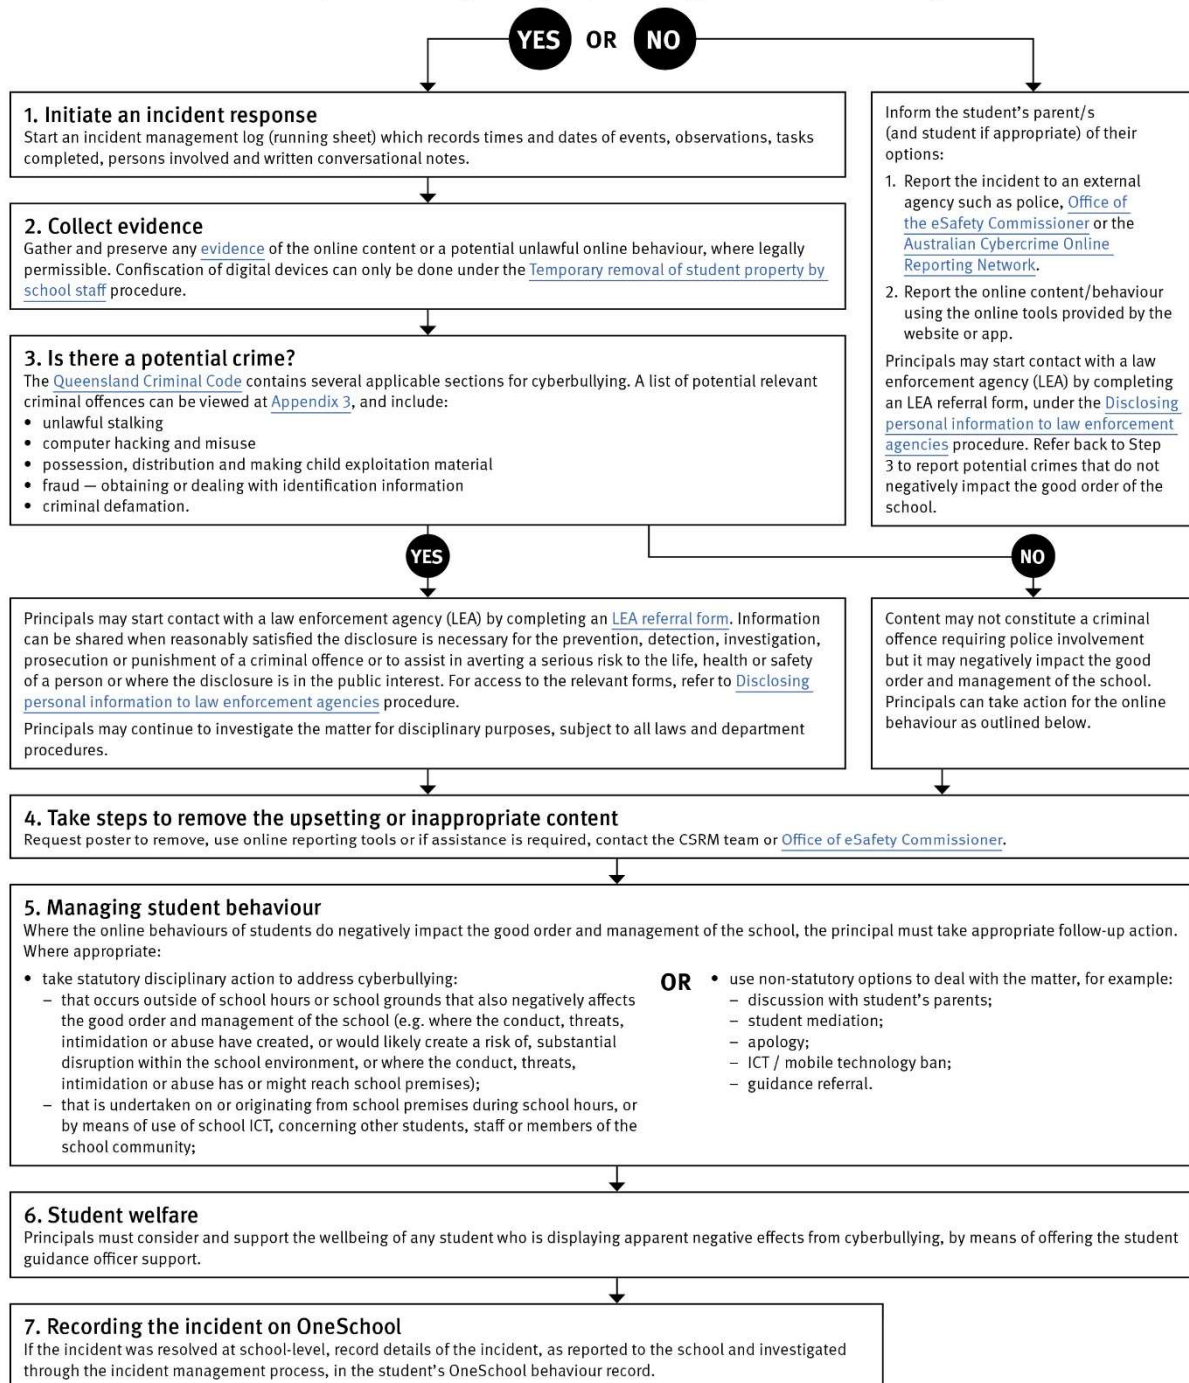 YES OR NO
1. Initiate an incident response
Start an incident management log (running sheet) which records times and dates of events, observations, tasks
completed, persons involved and written conversational notes.
2. Collect evidence
Gather and preserve any evidence of the online content or a potential unlawful online behaviour, where legally
permissible. Confiscation of digital devices can only be done under the Temporary removal of student property by
school staff procedure.
3. Is there a potential crime?
The Queensland Criminal Code contains several applicable sections for cyberbullying. A list of potential relevant
criminal offences can be viewed at Appendix 3, and include:
• unlawful stalking
• computer hacking and misuse
• possession, distribution and making child exploitation material
• fraud — obtaining or dealing with identification information
• criminal defamation.
Inform the student's parent/s
(and student if appropriate) of their
options:
1. Report the incident to an external
agency such as police, Office of
the eSafety Commissioner or the
Australian Cybercrime Online
Reporting Network.
2. Report the online content/behaviour
using the online tools provided by the
website or app.
Principals may start contact with a law
enforcement agency (LEA) by completing
an LEA referral form, under the Disclosing
personal information to law enforcement
agencies procedure. Refer back to Step
3 to report potential crimes that do not
negatively impact the good order of the
school.
YES
NO
Principals may start contact with a law enforcement agency (LEA) by completing an LEA referral form. Information
can be shared when reasonably satisfied the disclosure is necessary for the prevention, detection, investigation,
prosecution or punishment of a criminal offence or to assist in averting a serious risk to the life, health or safety
of a person or where the disclosure is in the public interest. For access to the relevant forms, refer to Disclosing
personal information to law enforcement agencies procedure.
Principals may continue to investigate the matter for disciplinary purposes, subject to all laws and department
procedures.
Content may not constitute a criminal
offence requiring police involvement
but it may negatively impact the good
order and management of the school.
Principals can take action for the online
behaviour as outlined below.
4. Take steps to remove the upsetting or inappropriate content
Request poster to remove, use online reporting tools or if assistance is required, contact the CSRM team or Office of eSafety Commissioner.
5. Managing student behaviour
Where the online behaviours of students do negatively impact the good order and management of the school, the principal must take appropriate follow-up action.
Where appropriate:
• take statutory disciplinary action to address cyberbullying:
– that occurs outside of school hours or school grounds that also negatively affects
the good order and management of the school (e.g. where the conduct, threats,
intimidation or abuse have created, or would likely create a risk of, substantial
disruption within the school environment, or where the conduct, threats,
intimidation or abuse has or might reach school premises);
– that is undertaken on or originating from school premises during school hours, or
by means of use of school ICT, concerning other students, staff or members of the
school community;
OR
• use non-statutory options to deal with the matter, for example:
– discussion with student's parents;
– student mediation;
– apology;
– ICT / mobile technology ban;
– guidance referral.
6. Student welfare
Principals must consider and support the wellbeing of any student who is displaying apparent negative effects from cyberbullying, by means of offering the student
guidance officer support.
7. Recording the incident on OneSchool
If the incident was resolved at school-level, record details of the incident, as reported to the school and investigated
through the incident management process, in the student's OneSchool behaviour record.